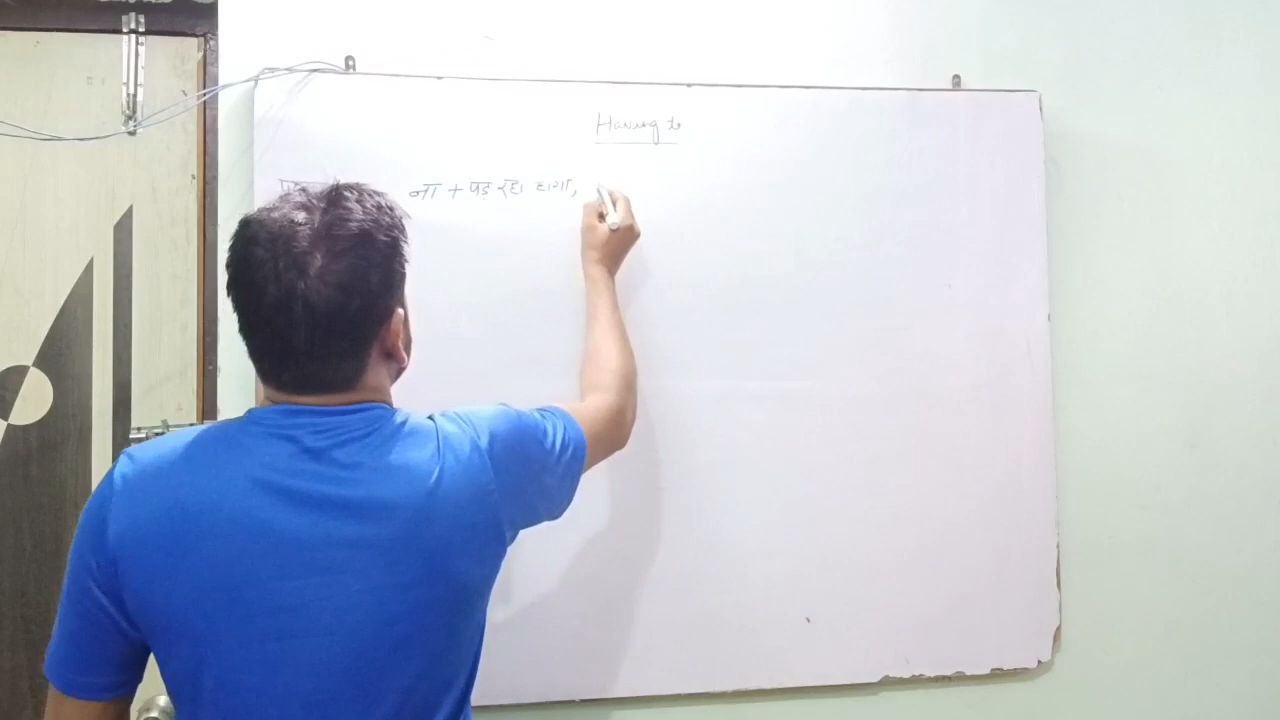 Having to
ना + पड़ रहा होगा,